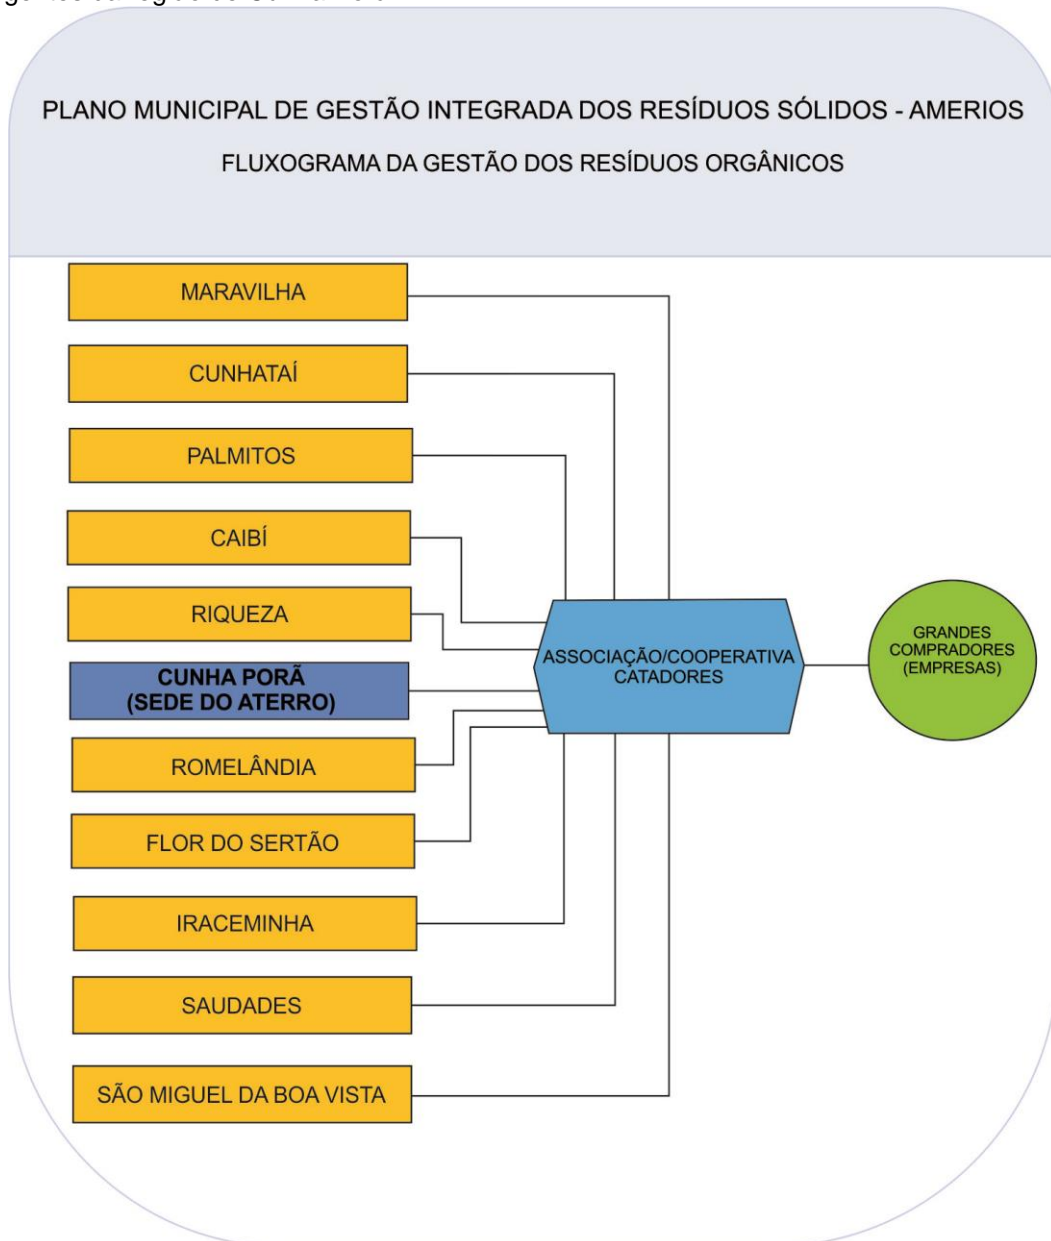 PLANO MUNICIPAL DE GESTÃO INTEGRADA DOS RESÍDUOS SÓLIDOS - AMERIOS
FLUXOGRAMA DA GESTÃO DOS RESÍDUOS ORGÂNICOS
MARAVILHA
CUNHATAÍ
PALMITOS
CAIBÍ
RIQUEZA
CUNHA PORÃ
(SEDE DO ATERRO)
ROMELÂNDIA
FLOR DO SERTÃO
IRACEMINHA
SAUDADES
SÃO MIGUEL DA BOA VISTA
ASSOCIAÇÃO/COOPERATIVA
CATADORES
GRANDES
COMPRADORES
(EMPRESAS)